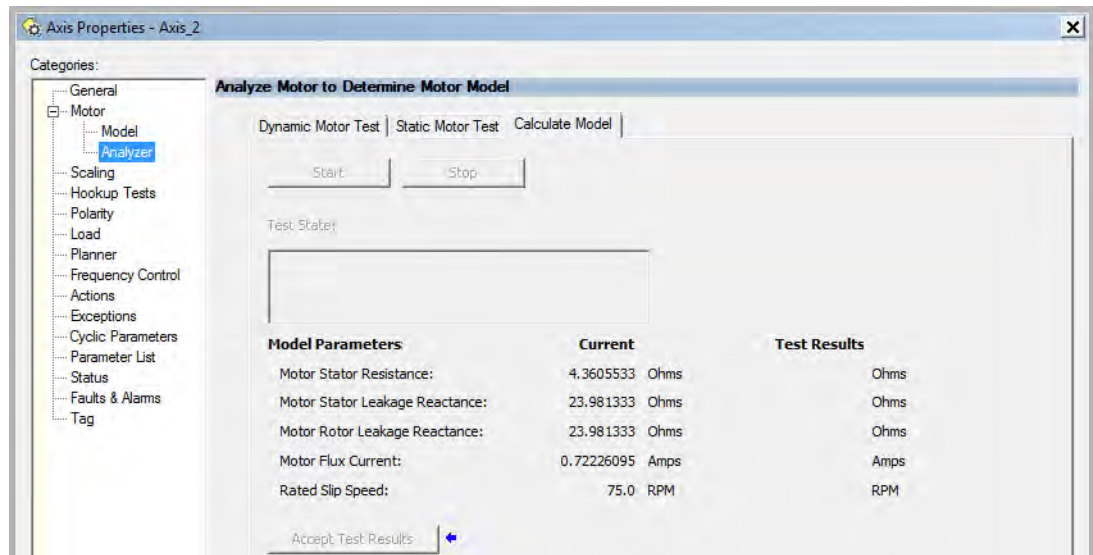 Axis Properties - Axis_2
Categories:
General
Motor
Model
Analyzer
Scaling
Hookup Tests
Polarity
Load
Planner
Frequency Control
Actions
Exceptions
Cyclic Parameters
Parameter List
Status
Faults & Alarms
Tag
Analyze Motor to Determine Motor Model
Dynamic Motor Test Static Motor Test Calculate Model
Start Stop
Test State:
Model Parameters Current Test Results
Motor Stator Resistance: 4.3605533 Ohms Ohms
Motor Stator Leakage Reactance: 23.981333 Ohms Ohms
Motor Rotor Leakage Reactance: 23.981333 Ohms Ohms
Motor Flux Current: 0.72226095 Amps Amps
Rated Slip Speed: 75.0 RPM RPM
Accept Test Results